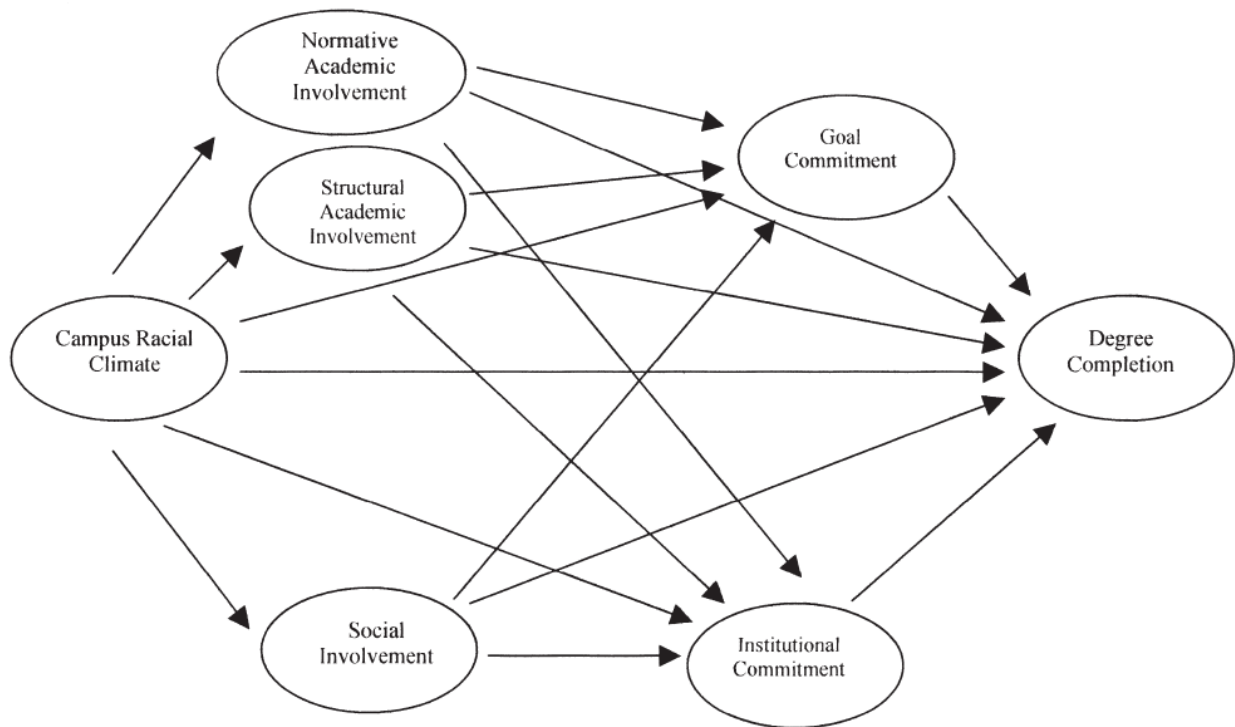 Normative
Academic
Involvement
Goal
Commitment
Structural
Academic
Involvement
Campus Racial
Climate
Degree
Completion
Social
Involvement
Institutional
Commitment